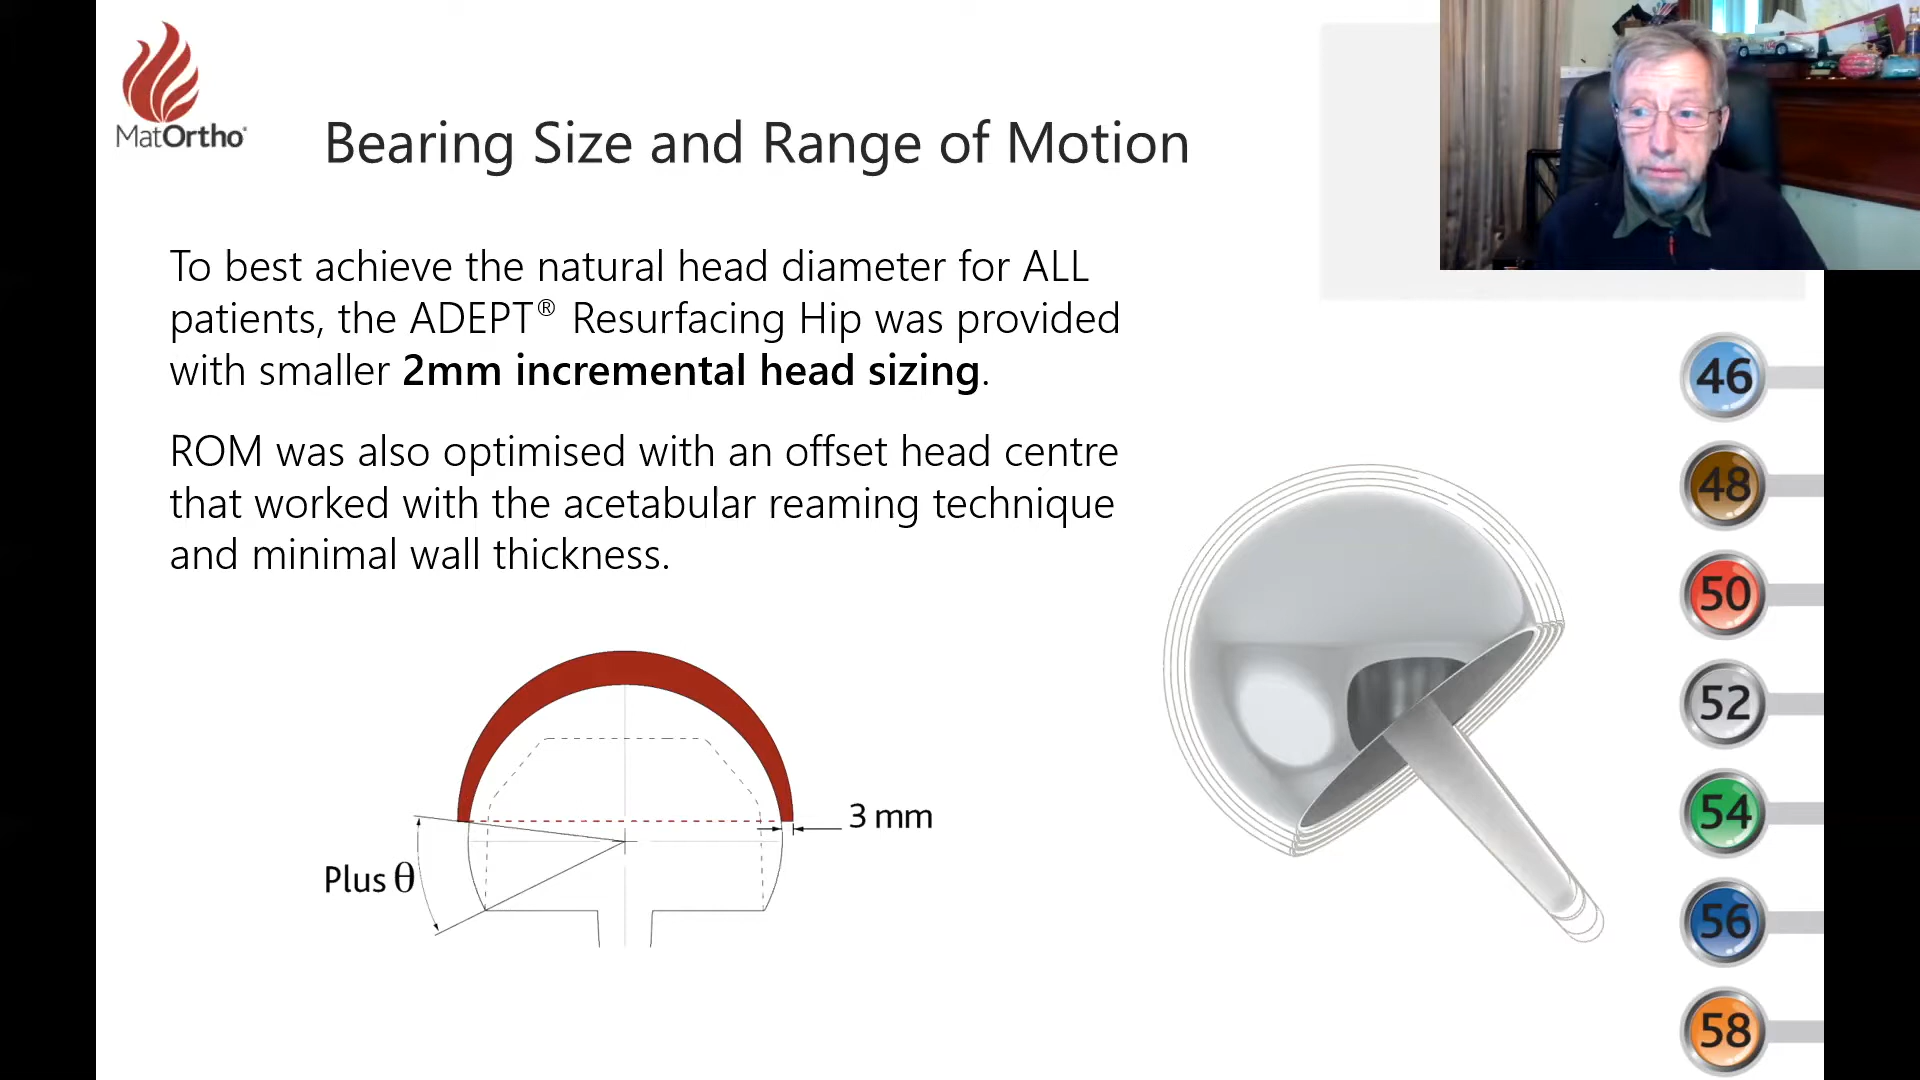 MatOrtho®
Bearing Size and Range of Motion
To best achieve the natural head diameter for ALL
patients, the ADEPT® Resurfacing Hip was provided
with smaller 2mm incremental head sizing.
ROM was also optimised with an offset head centre
that worked with the acetabular reaming technique
and minimal wall thickness.
3 mm
Plus θ
46
48
50
52
54
56
58